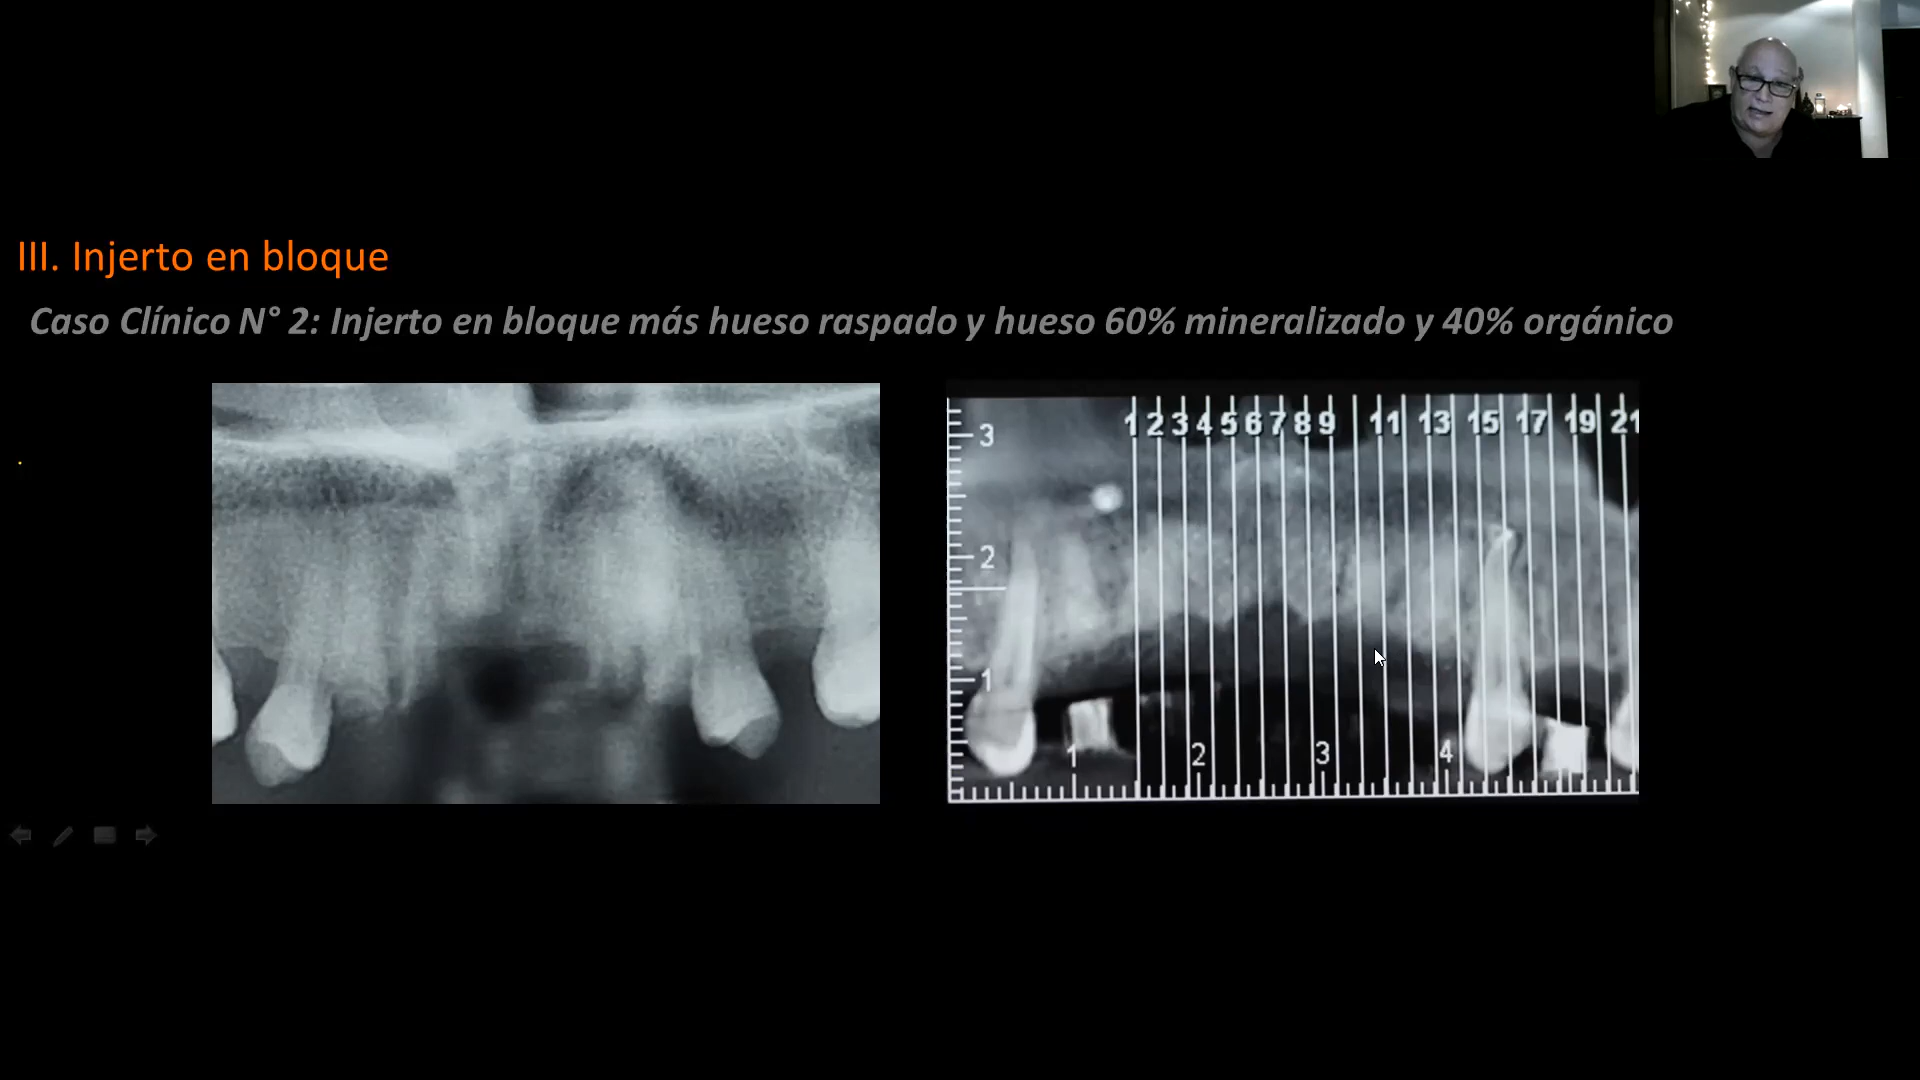 III. Injerto en bloque
Caso Clínico N° 2: Injerto en bloque más hueso raspado y hueso 60% mineralizado y 40% orgánico
1 2 3 4 5 6 7 8 9 11 13 15 17 19 21
3
2
1
1 2 3 4